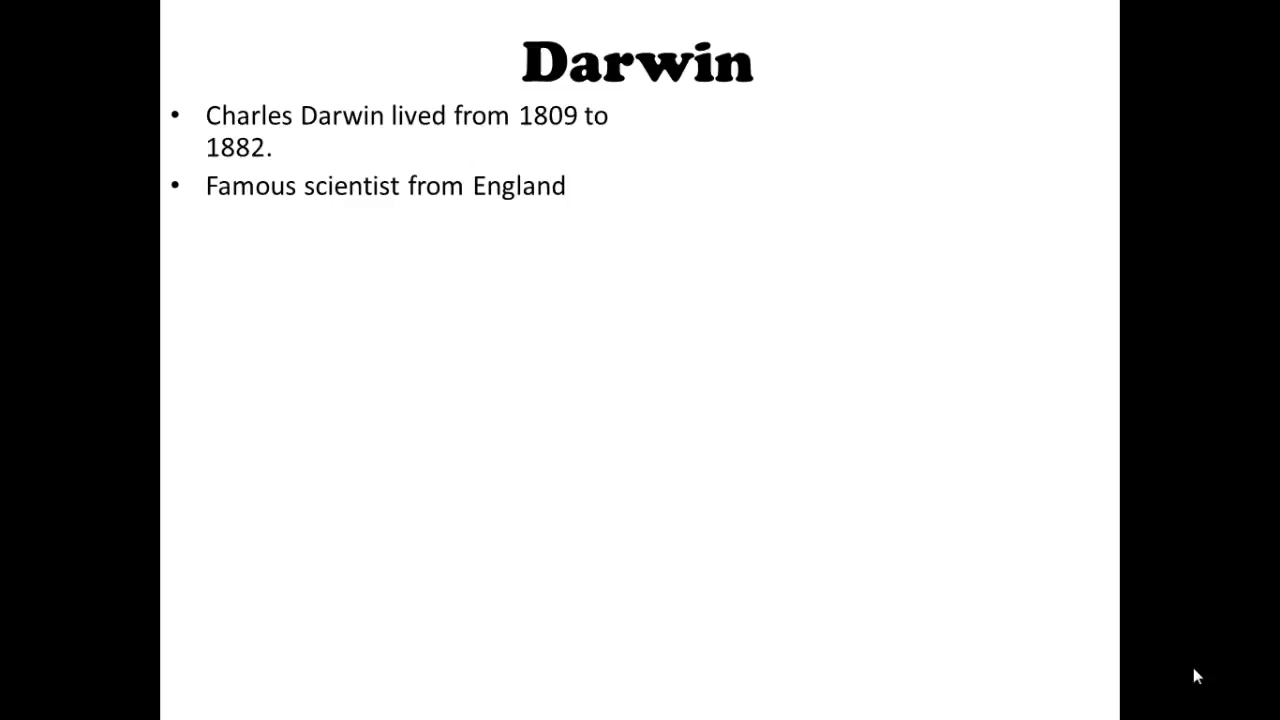 Darwin
• Charles Darwin lived from 1809 to
1882.
• Famous scientist from England